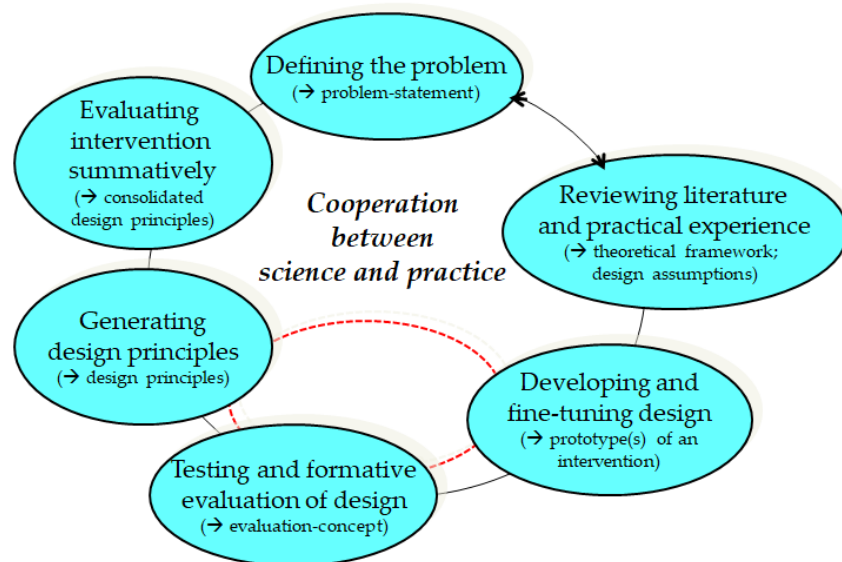 Defining the problem
(→ problem-statement)
Reviewing literature
and practical experience
(→ theoretical framework;
design assumptions)
Developing and
fine-tuning design
(→ prototype(s) of an
intervention)
Testing and formative
evaluation of design
(→ evaluation-concept)
Generating
design principles
(→ design principles)
Evaluating
intervention
summatively
(→ consolidated
design principles)
Cooperation
between
science and practice